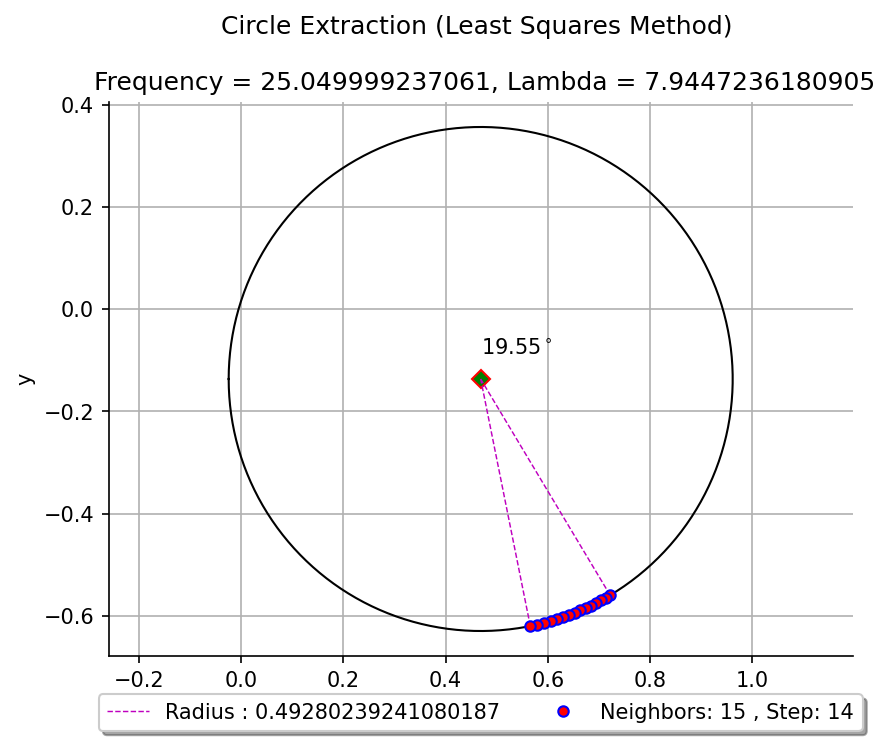 Circle Extraction (Least Squares Method)
Frequency = 25.049999237061, Lambda = 7.9447236180905
0.4
0.2
0.0
−0.2
−0.4
−0.6
y
19.55°
−0.2 0.0 0.2 0.4 0.6 0.8 1.0
Radius : 0.49280239241080187 Neighbors: 15 , Step: 14